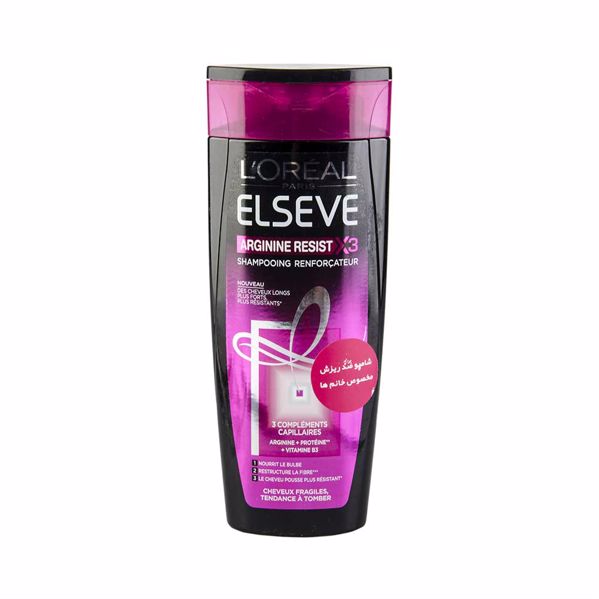 L'ORÉAL
PARIS
ELSEVE
ARGININE RESIST X3
SHAMPOOING RENFORÇATEUR
NOUVEAU
DES CHEVEUX LONGS
PLUS FORTS
PLUS RÉSISTANTS*
شامپو ضد ریزش
مخصوص خانم ها
3 COMPLÉMENTS
CAPILLAIRES
ARGININE + PROTÉINE**
+ VITAMINE B3
1 NOURRIT LE BULBE
2 RESTRUCTURE LA FIBRE***
3 LE CHEVEU POUSSE PLUS RÉSISTANT*
CHEVEUX FRAGILES,
TENDANCE À TOMBER